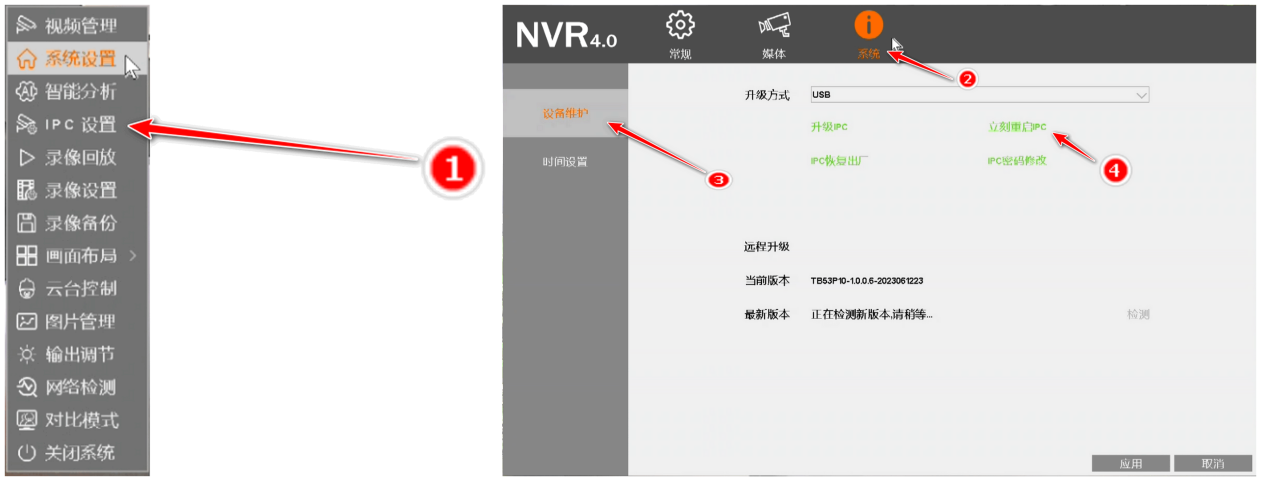 视频管理
系统设置
智能分析
IPC 设置
录像回放
录像设置
录像备份
画面布局
云台控制
图片管理
输出调节
网络检测
对比模式
关闭系统
1
NVR4.0
常规
媒体
系统
2
设备维护
时间设置
3
升级方式 USB
升级IPC 立刻重启IPC
IPC恢复出厂 IPC密码修改
4
远程升级
当前版本 TB53P10-1.0.0.6-2023061223
最新版本 正在检测新版本,请稍等... 检测
应用 取消